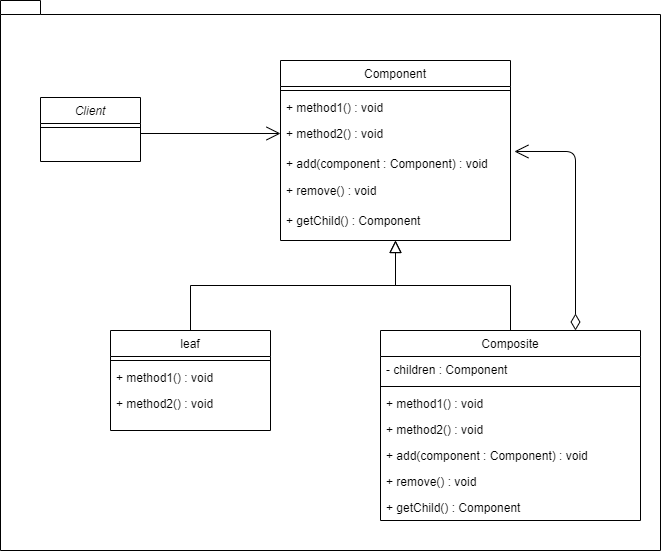 Client
Component
+ method1() : void
+ method2() : void
+ add(component : Component) : void
+ remove() : void
+ getChild() : Component
leaf
+ method1() : void
+ method2() : void
Composite
- children : Component
+ method1() : void
+ method2() : void
+ add(component : Component) : void
+ remove() : void
+ getChild() : Component